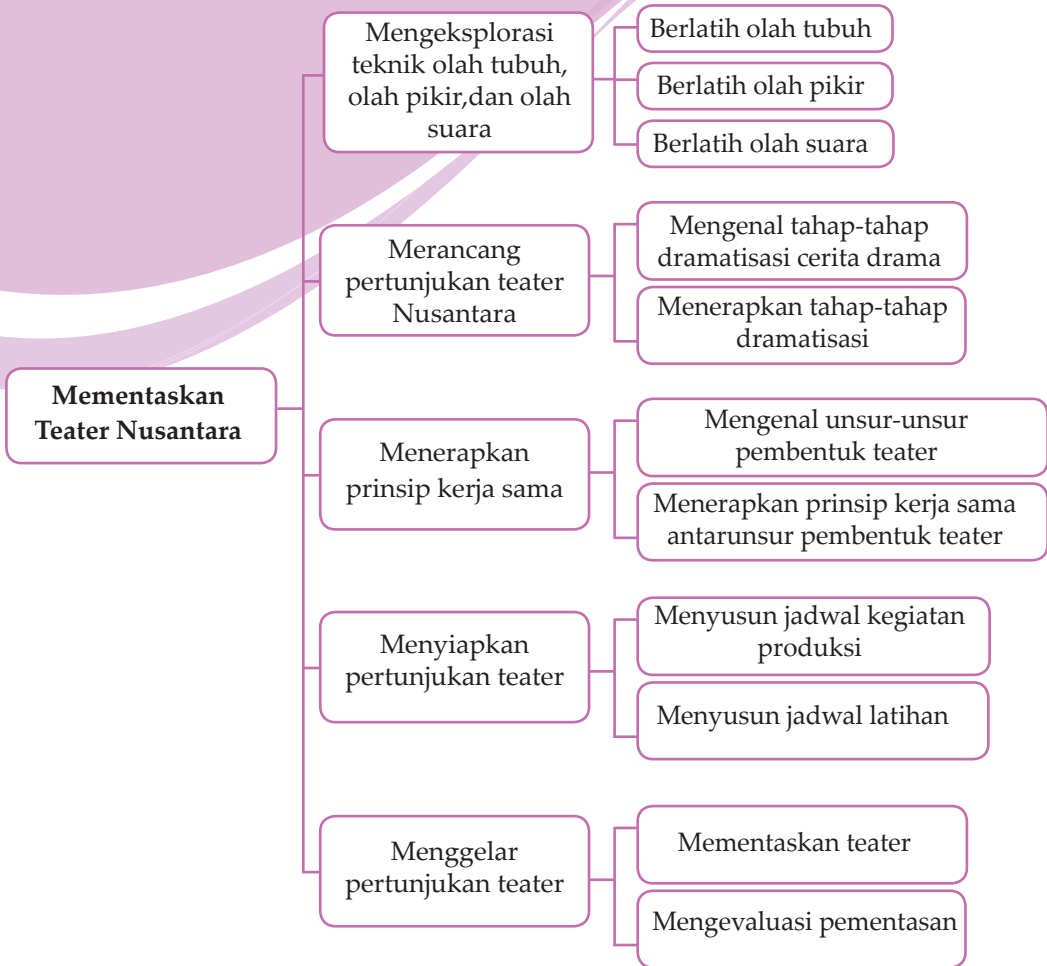 Mementaskan
Teater Nusantara
Mengeksplorasi
teknik olah tubuh,
olah pikir,dan olah
suara
Berlatih olah tubuh
Berlatih olah pikir
Berlatih olah suara
Merancang
pertunjukan teater
Nusantara
Mengenal tahap-tahap
dramatisasi cerita drama
Menerapkan tahap-tahap
dramatisasi
Menerapkan
prinsip kerja sama
Mengenal unsur-unsur
pembentuk teater
Menerapkan prinsip kerja sama
antarunsur pembentuk teater
Menyiapkan
pertunjukan teater
Menyusun jadwal kegiatan
produksi
Menyusun jadwal latihan
Menggelar
pertunjukan teater
Mementaskan teater
Mengevaluasi pementasan